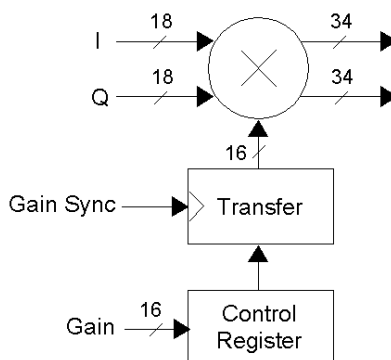 I 18 34
Q 18 34
16
Gain Sync Transfer
Gain 16 Control
Register